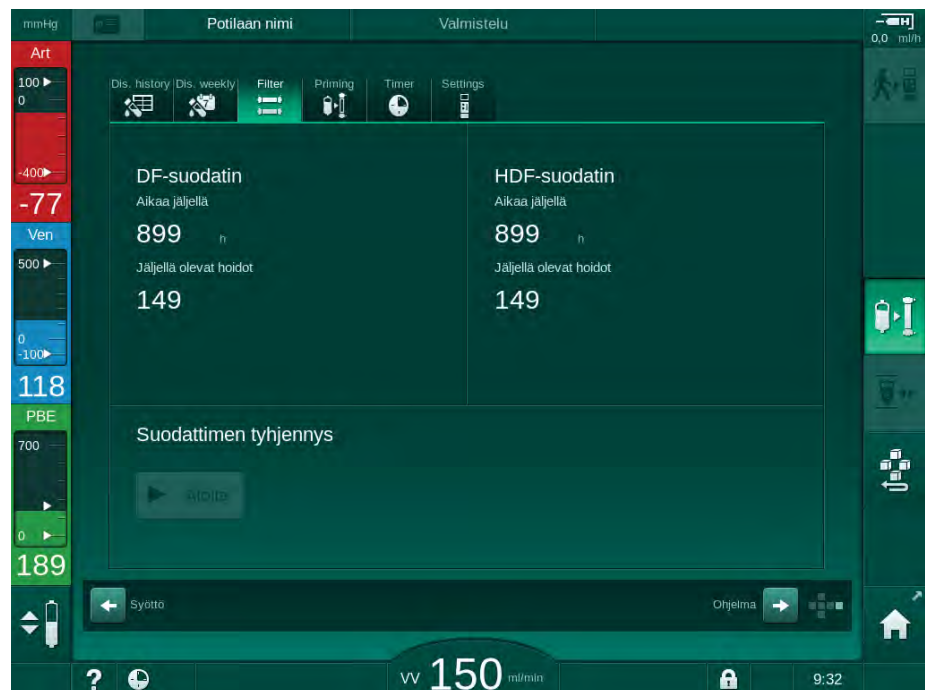 mmHg
Potilaan nimi
Valmistelu
0,0 ml/h
Art
100
0
-400
-77
Ven
500
0
-100
118
PBE
700
0
189
Dis. history
Dis. weekly
Filter
Priming
Timer
Settings
7
DF-suodatin
Aikaa jäljellä
899 h
Jäljellä olevat hoidot
149
HDF-suodatin
Aikaa jäljellä
899 h
Jäljellä olevat hoidot
149
Suodattimen tyhjennys
Aloita
Syöttö
Ohjelma
?
VV 150 ml/min
9:32